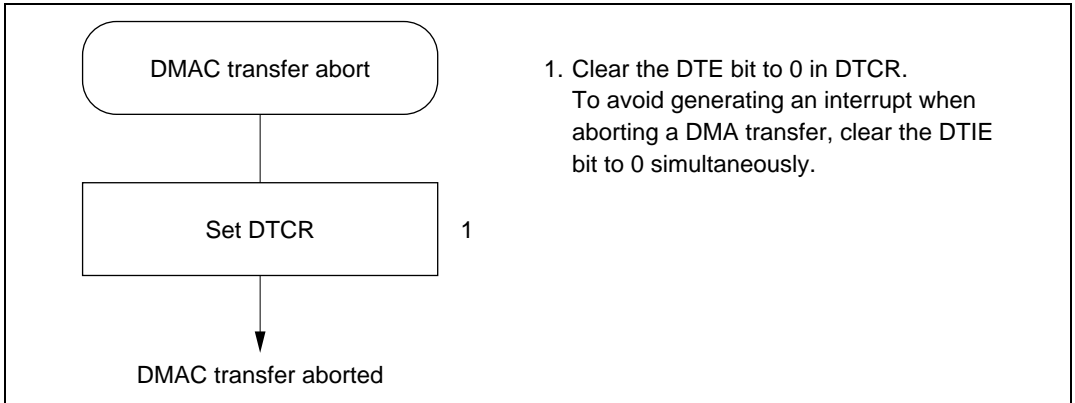 DMAC transfer abort
1. Clear the DTE bit to 0 in DTCR.
To avoid generating an interrupt when
aborting a DMA transfer, clear the DTIE
bit to 0 simultaneously.
Set DTCR
1
DMAC transfer aborted